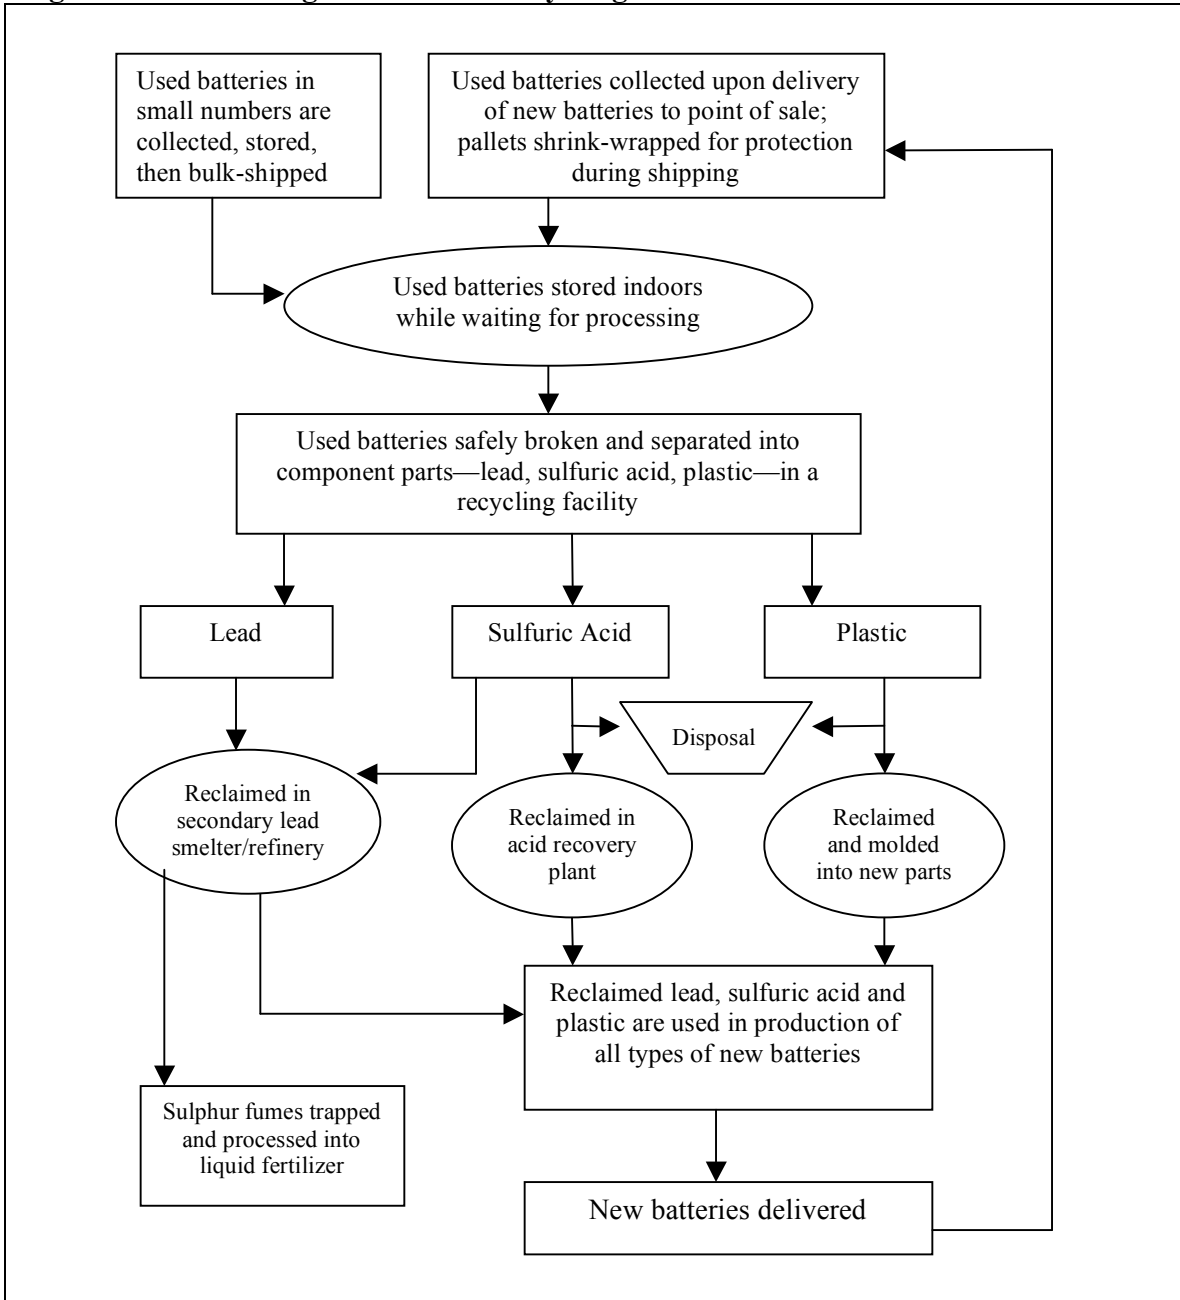 Used batteries in
small numbers are
collected, stored,
then bulk-shipped
Used batteries collected upon delivery
of new batteries to point of sale;
pallets shrink-wrapped for protection
during shipping
Used batteries stored indoors
while waiting for processing
Used batteries safely broken and separated into
component parts—lead, sulfuric acid, plastic—in a
recycling facility
Lead
Sulfuric Acid
Plastic
Disposal
Reclaimed in
secondary lead
smelter/refinery
Reclaimed in
acid recovery
plant
Reclaimed
and molded
into new parts
Reclaimed lead, sulfuric acid and
plastic are used in production of
all types of new batteries
Sulphur fumes trapped
and processed into
liquid fertilizer
New batteries delivered